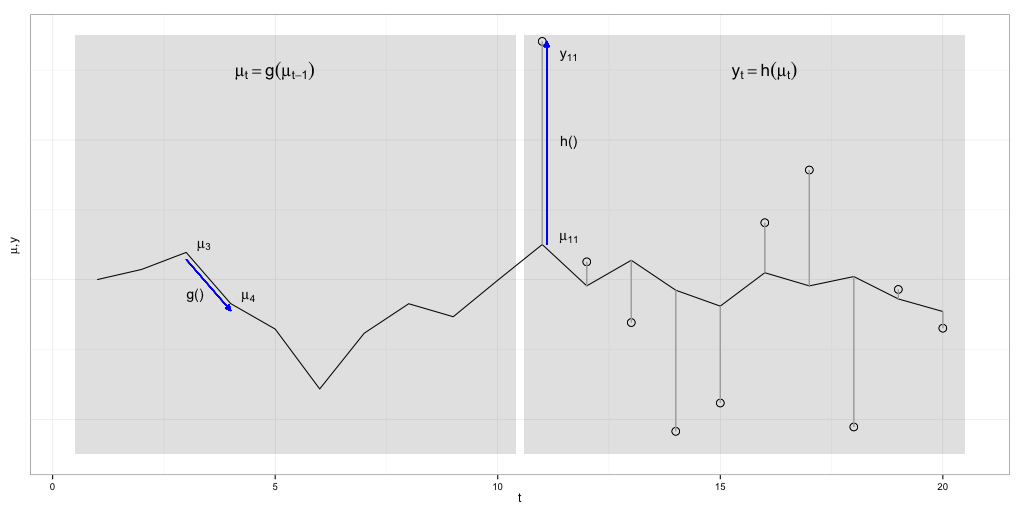 μₜ = g(μₜ₋₁)
yₜ = h(μₜ)
y₁₁
h()
μ₁₁
μ₃
g()
μ₄
μ,y
0 5 10 15 20
t